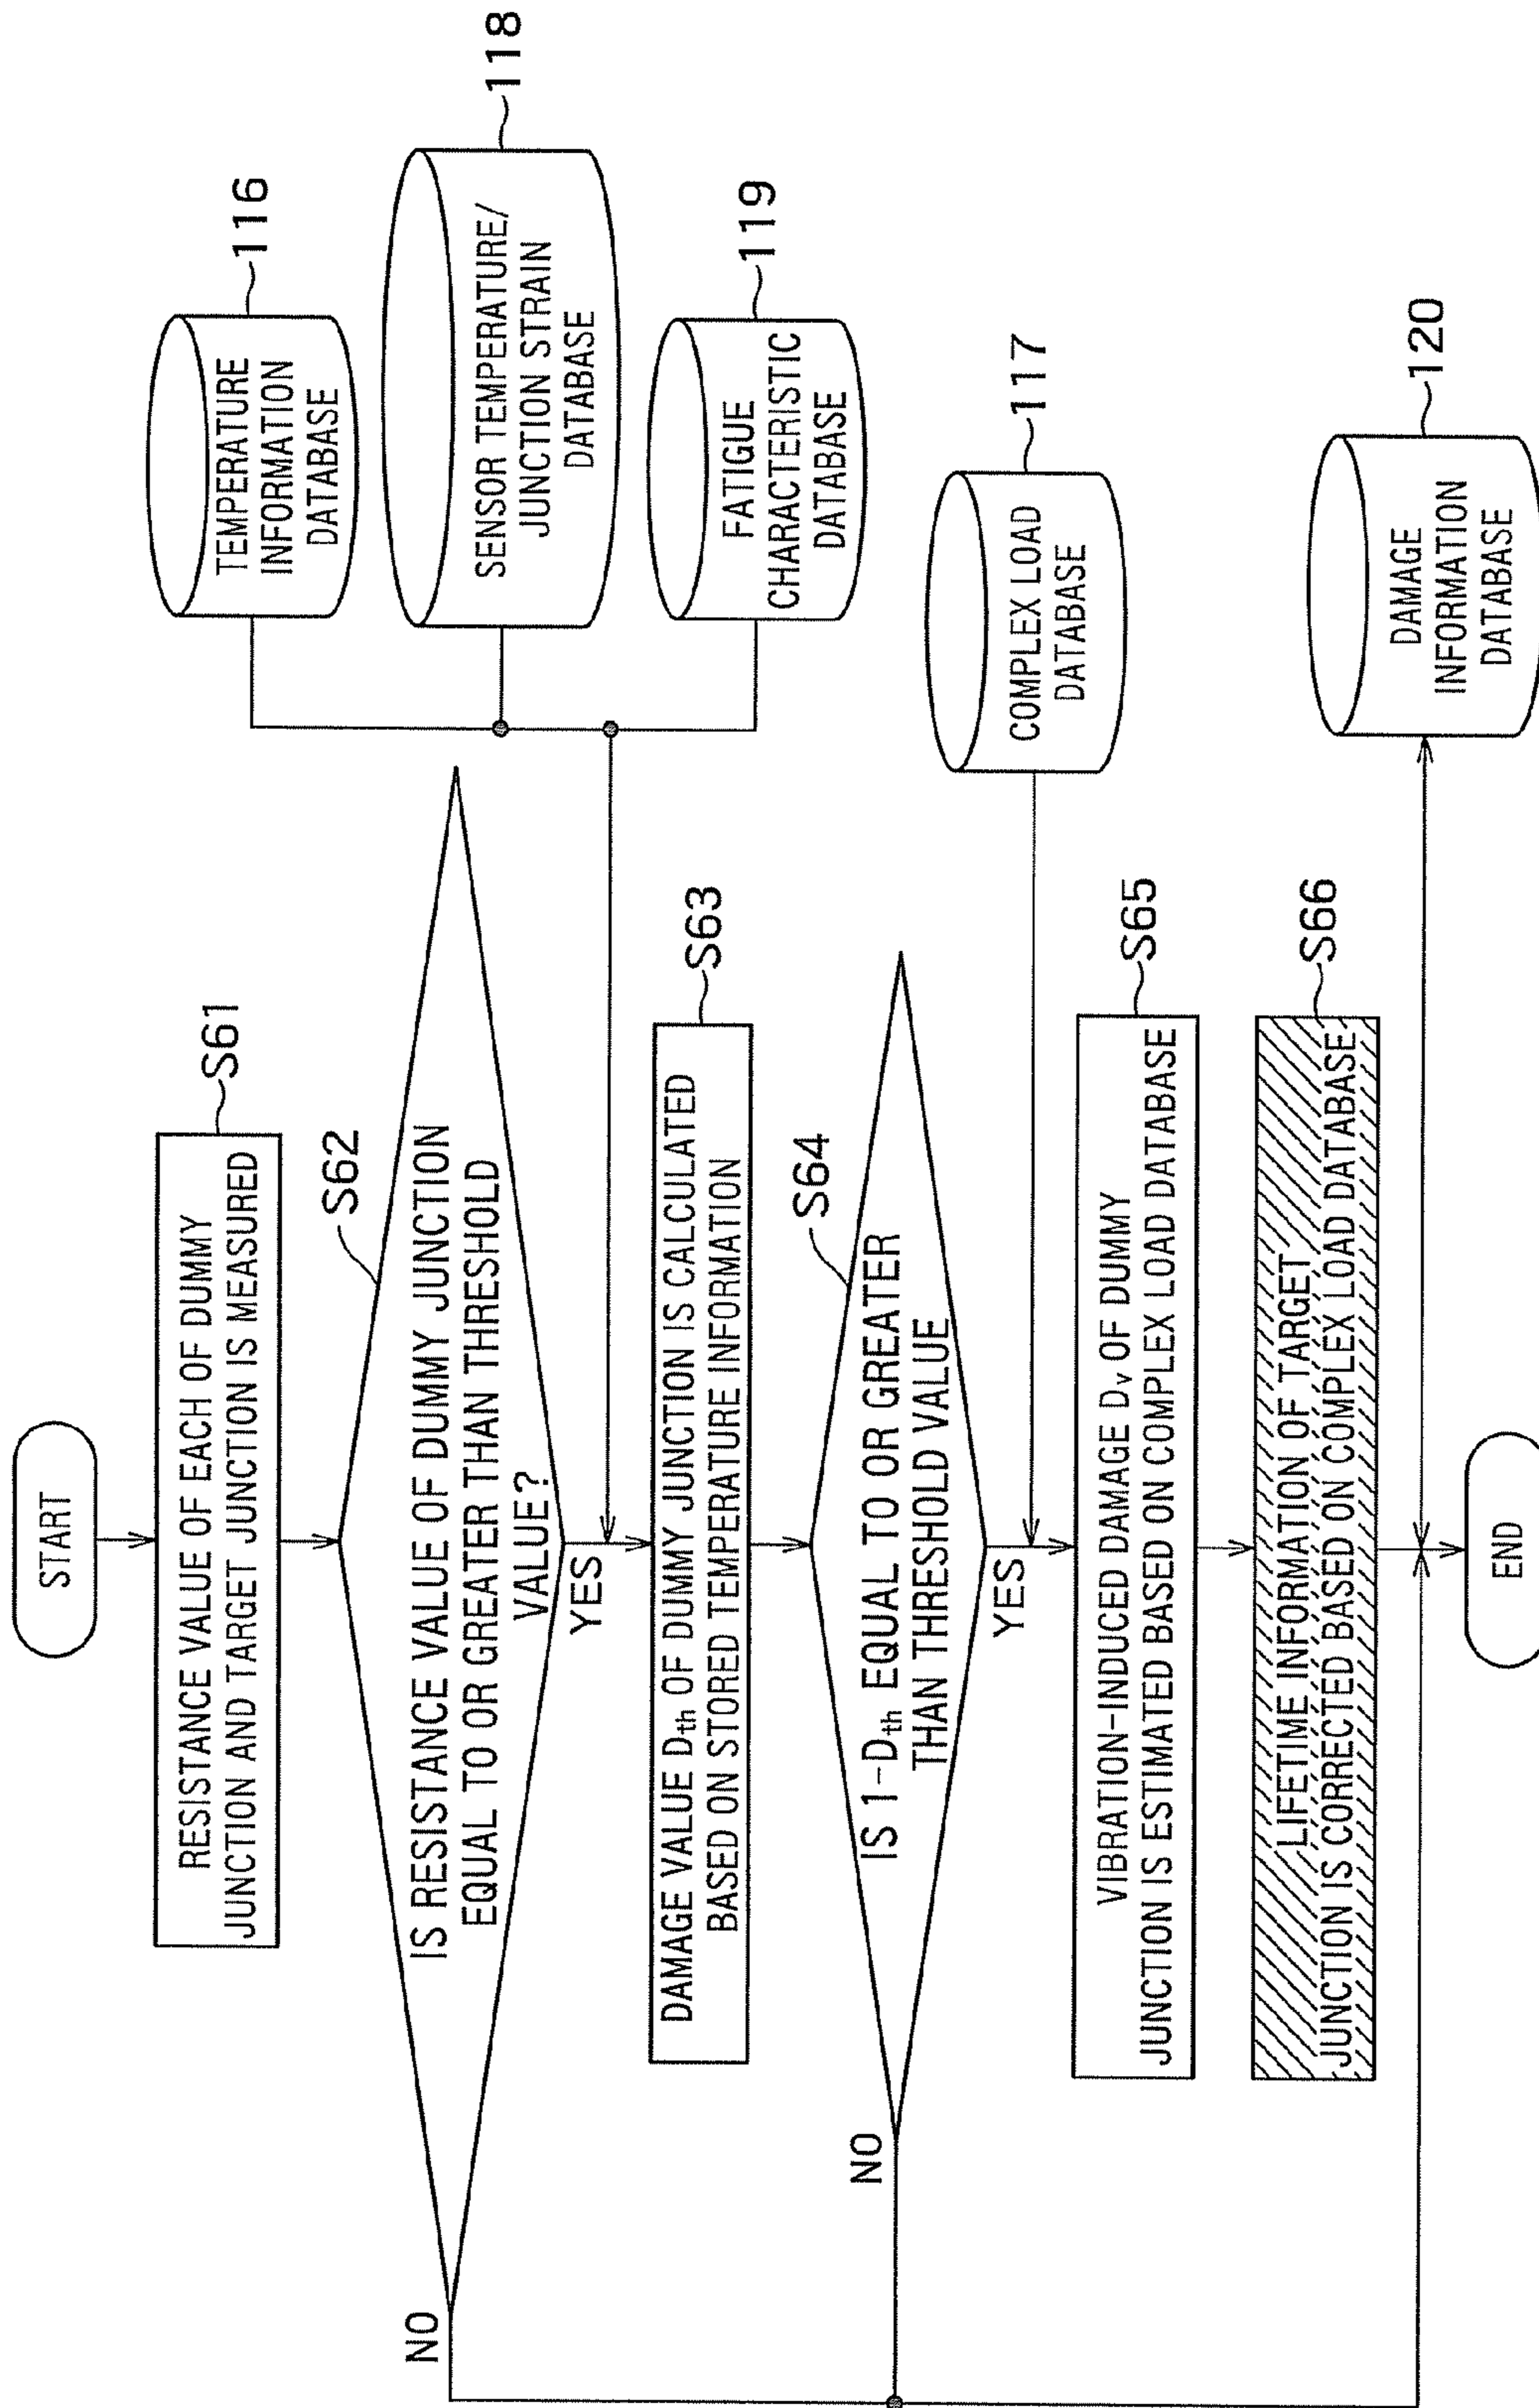 START
RESISTANCE VALUE OF EACH OF DUMMY
JUNCTION AND TARGET JUNCTION IS MEASURED
S61
S62
IS RESISTANCE VALUE OF DUMMY JUNCTION
EQUAL TO OR GREATER THAN THRESHOLD
VALUE?
NO
YES
TEMPERATURE
INFORMATION
DATABASE
116
SENSOR TEMPERATURE/
JUNCTION STRAIN
DATABASE
118
FATIGUE
CHARACTERISTIC
DATABASE
119
DAMAGE VALUE Dth OF DUMMY JUNCTION IS CALCULATED
BASED ON STORED TEMPERATURE INFORMATION
S63
S64
IS 1-Dth EQUAL TO OR GREATER
THAN THRESHOLD VALUE
NO
YES
COMPLEX LOAD
DATABASE
117
VIBRATION-INDUCED DAMAGE Dv OF DUMMY
JUNCTION IS ESTIMATED BASED ON COMPLEX LOAD DATABASE
S65
LIFETIME INFORMATION OF TARGET
JUNCTION IS CORRECTED BASED ON COMPLEX LOAD DATABASE
S66
DAMAGE
INFORMATION
DATABASE
120
END